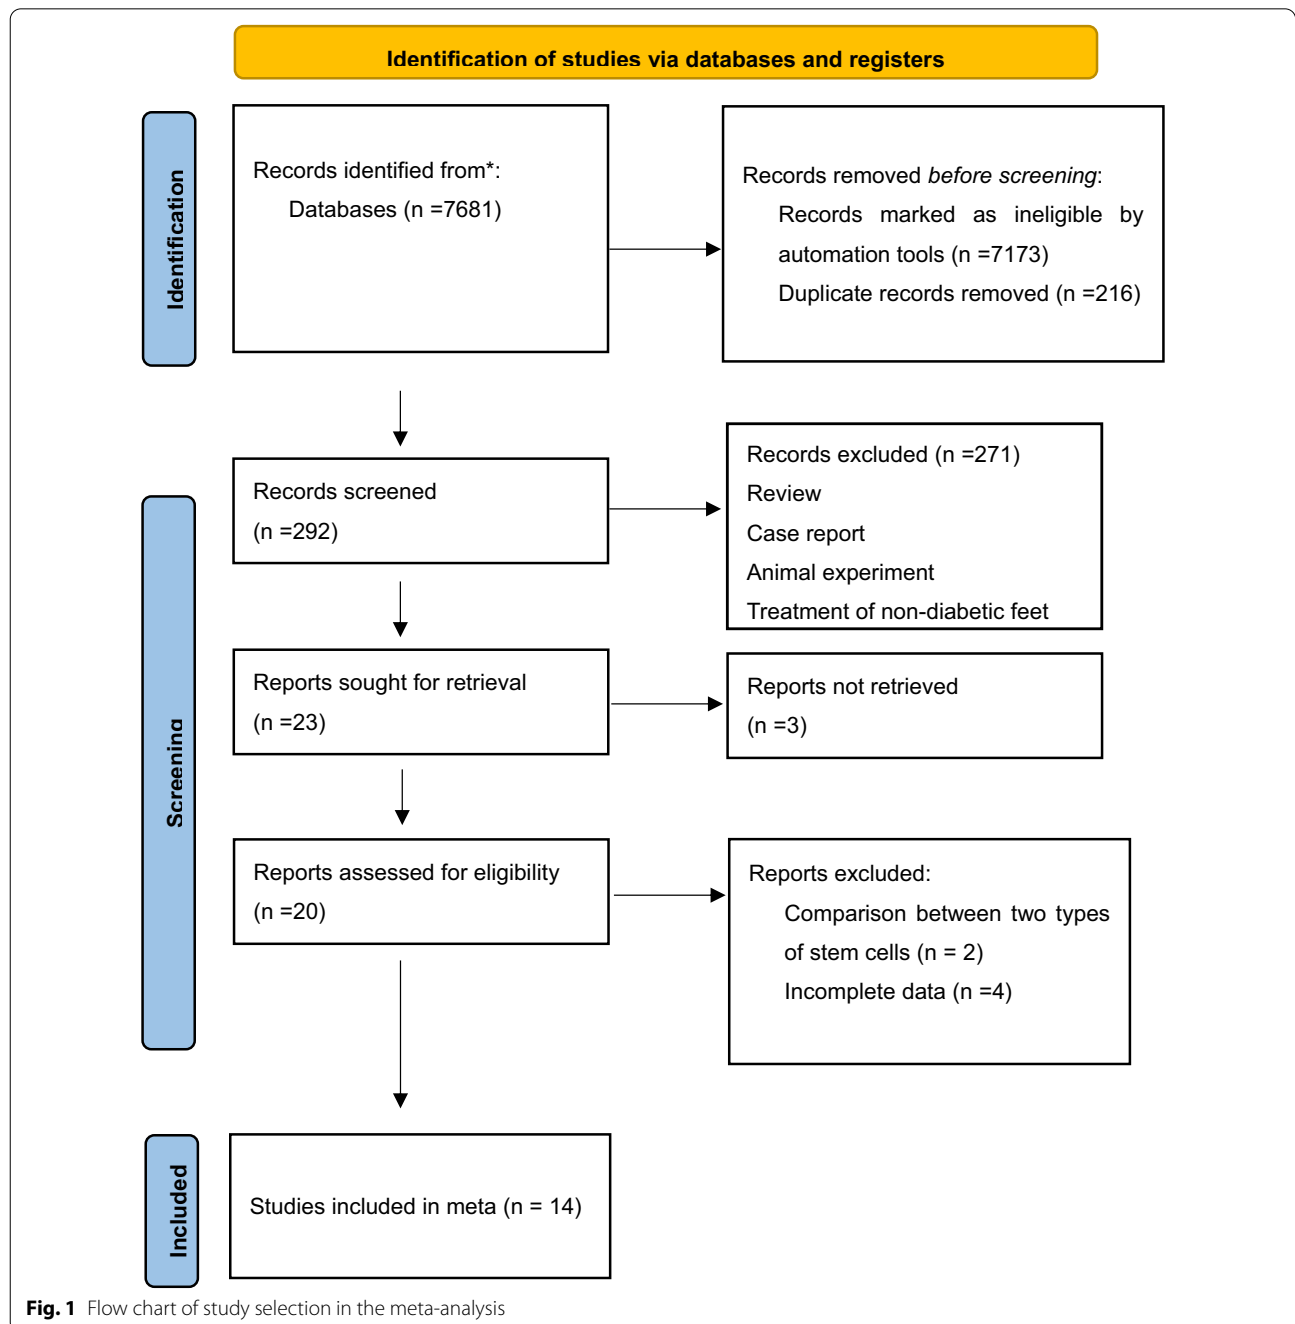 Identification of studies via databases and registers
Identification
Records identified from*:
Databases (n =7681)
Records removed before screening:
Records marked as ineligible by
automation tools (n =7173)
Duplicate records removed (n =216)
Screening
Records screened
(n =292)
Records excluded (n =271)
Review
Case report
Animal experiment
Treatment of non-diabetic feet
Reports sought for retrieval
(n =23)
Reports not retrieved
(n =3)
Reports assessed for eligibility
(n =20)
Reports excluded:
Comparison between two types
of stem cells (n = 2)
Incomplete data (n =4)
Included
Studies included in meta (n = 14)
Fig. 1 Flow chart of study selection in the meta-analysis